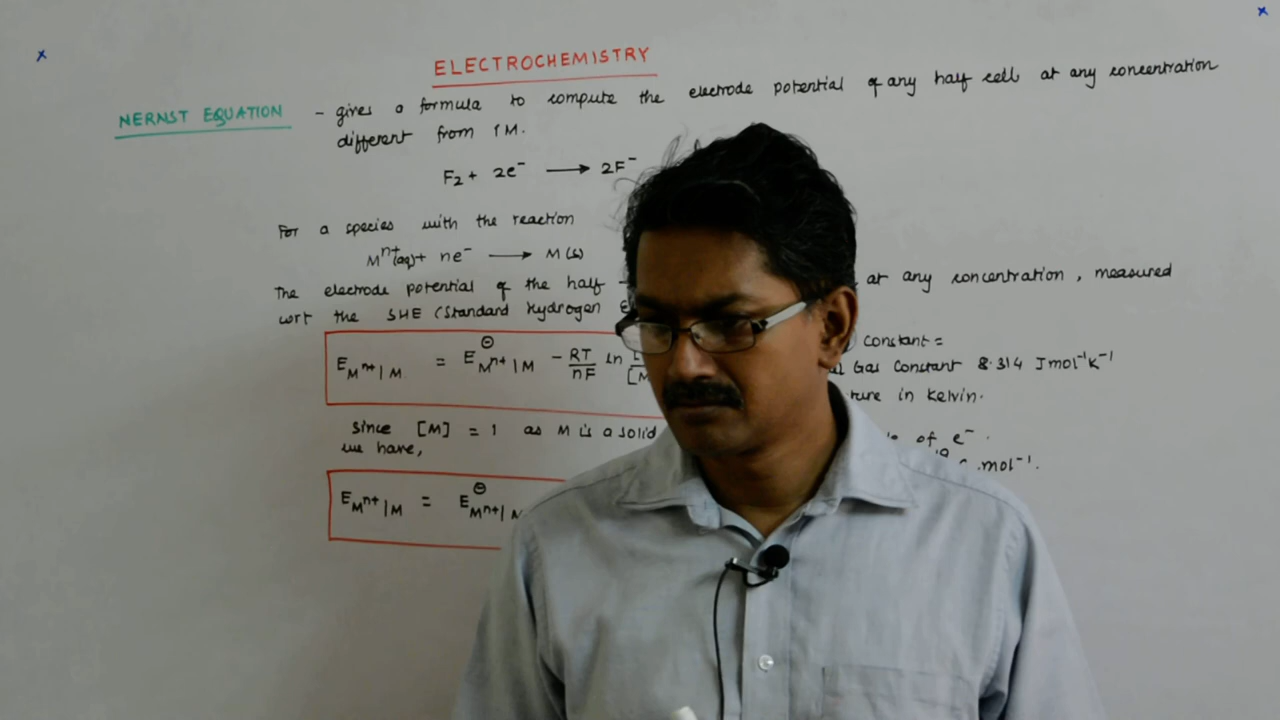 ELECTROCHEMISTRY
NERNST EQUATION - gives a formula to compute the electrode potential of any half cell at any concentration
different from 1M.
F₂ + 2e⁻ ⟶ 2F⁻
For a species with the reaction
Mⁿ⁺(aq) + ne⁻ ⟶ M(s)
The electrode potential of the half - at any concentration, measured
wrt the SHE (Standard Hydrogen
E Mⁿ⁺|M = E⊖ Mⁿ⁺|M - RT/nF ln
Constant =
Gas Constant 8.314 Jmol⁻¹K⁻¹
in Kelvin.
Since [M] = 1 as M is a solid
we have,
of e⁻.
mol⁻¹.
E Mⁿ⁺|M = E⊖ Mⁿ⁺|